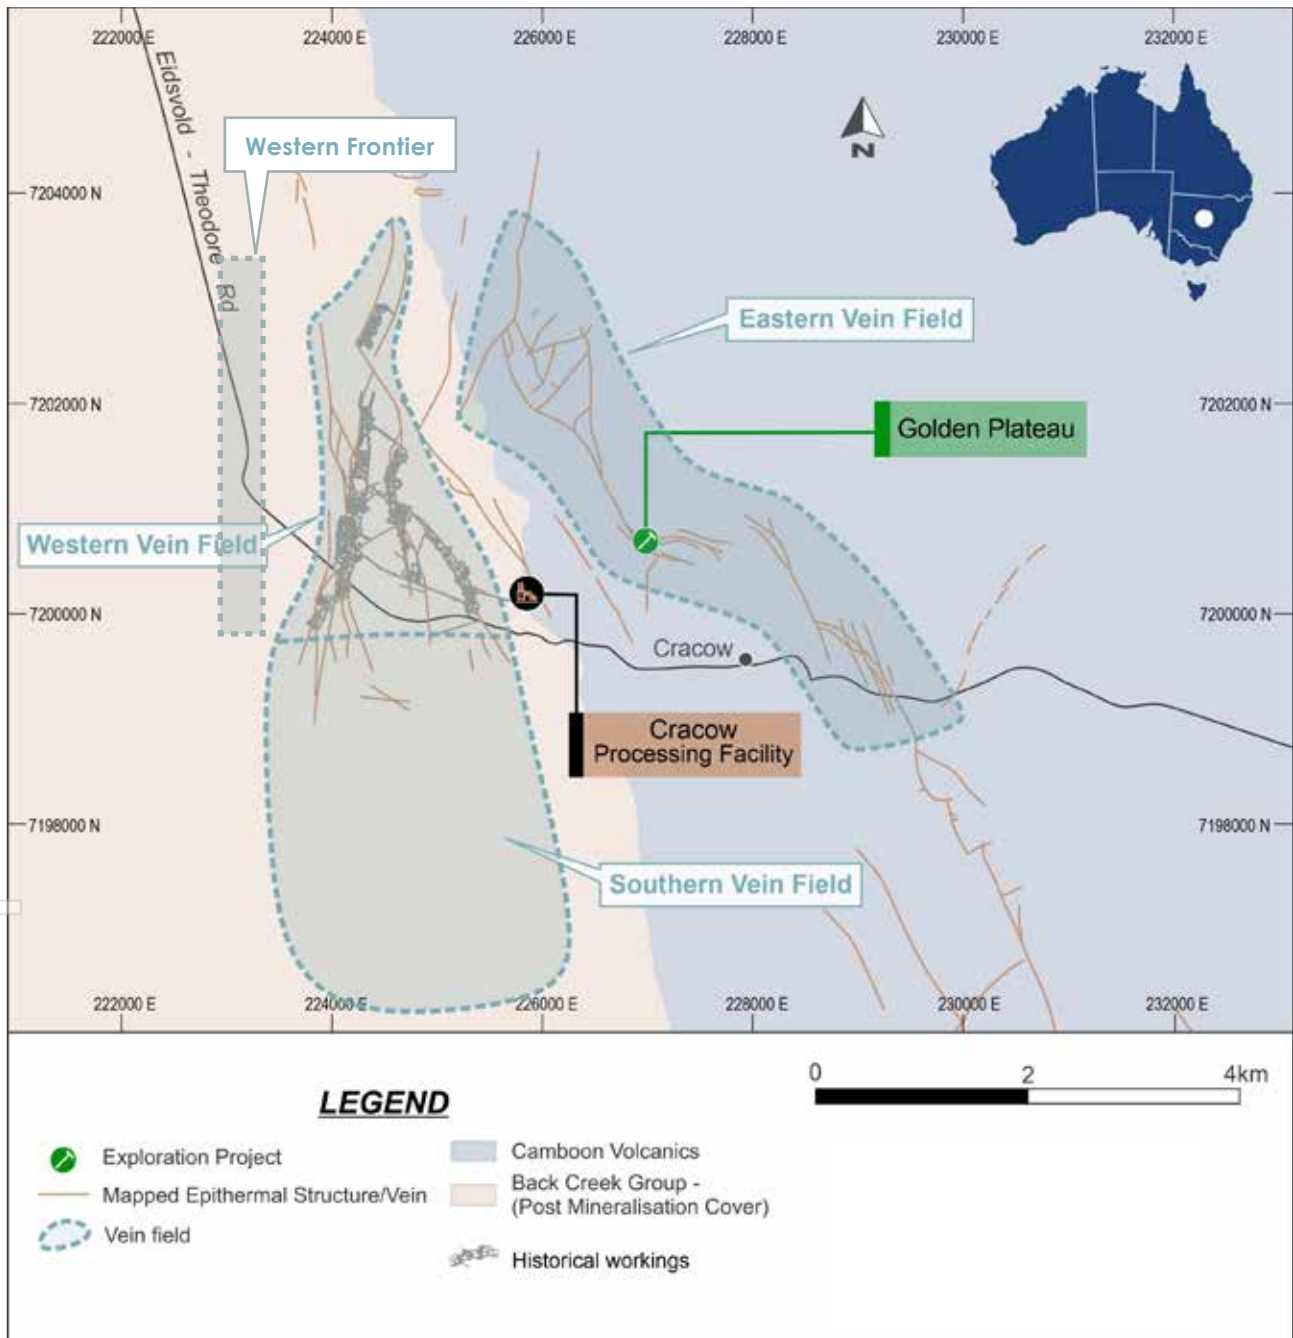 222000 E
224000 E
226000 E
228000 E
230000 E
232000 E
Eidsvold - Theodore Rd
Western Frontier
N
7204000 N
Eastern Vein Field
7202000 N
7202000 N
Golden Plateau
Western Vein Field
7200000 N
7200000 N
Cracow
Cracow
Processing Facility
7198000 N
7198000 N
Southern Vein Field
222000 E
224000 E
226000 E
228000 E
230000 E
232000 E
LEGEND
0
2
4km
Exploration Project
Mapped Epithermal Structure/Vein
Vein field
Camboon Volcanics
Back Creek Group -
(Post Mineralisation Cover)
Historical workings